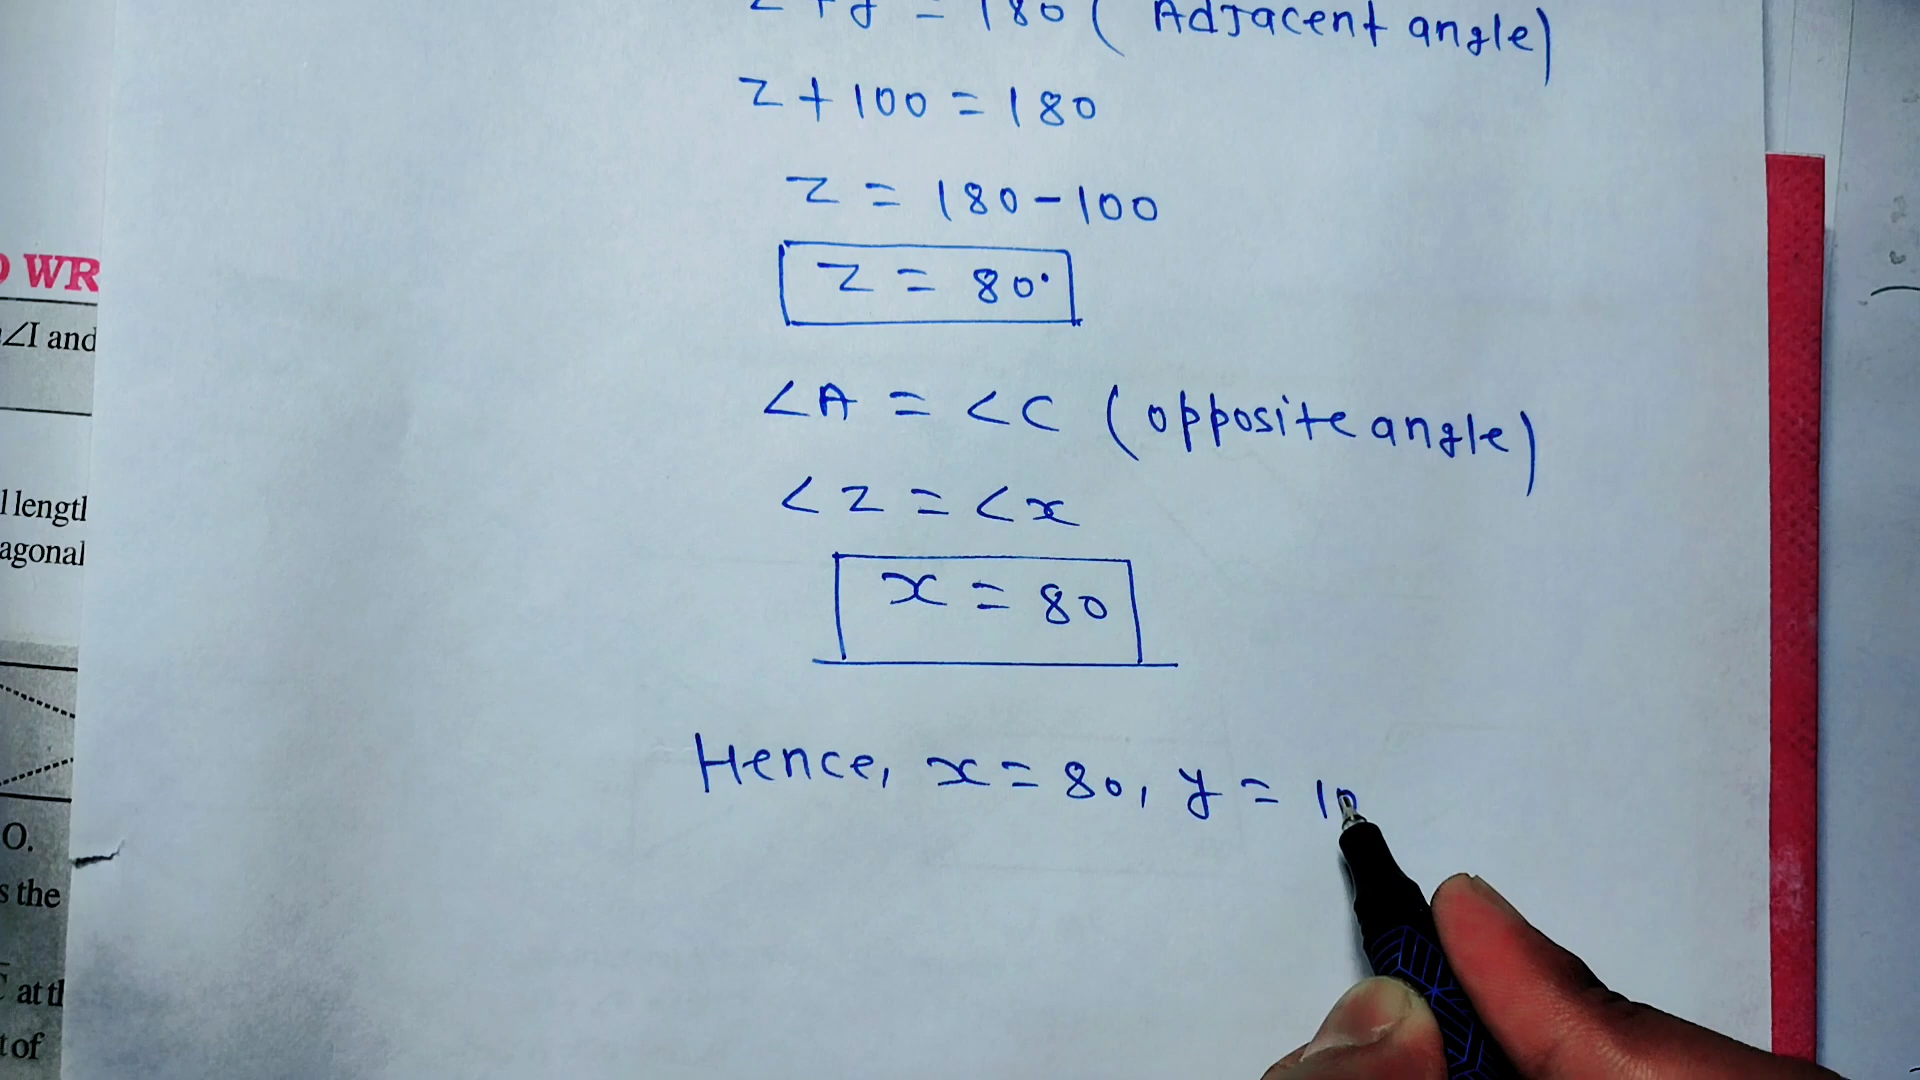 z + y = 180 ( Adjacent angle)
z + 100 = 180
z = 180 - 100
z = 80°
∠A = ∠C (opposite angle)
∠z = ∠x
x = 80
Hence, x = 80, y = 10
WR
∠I and
l lengtl
agonal
O.
s the
at tl
t of